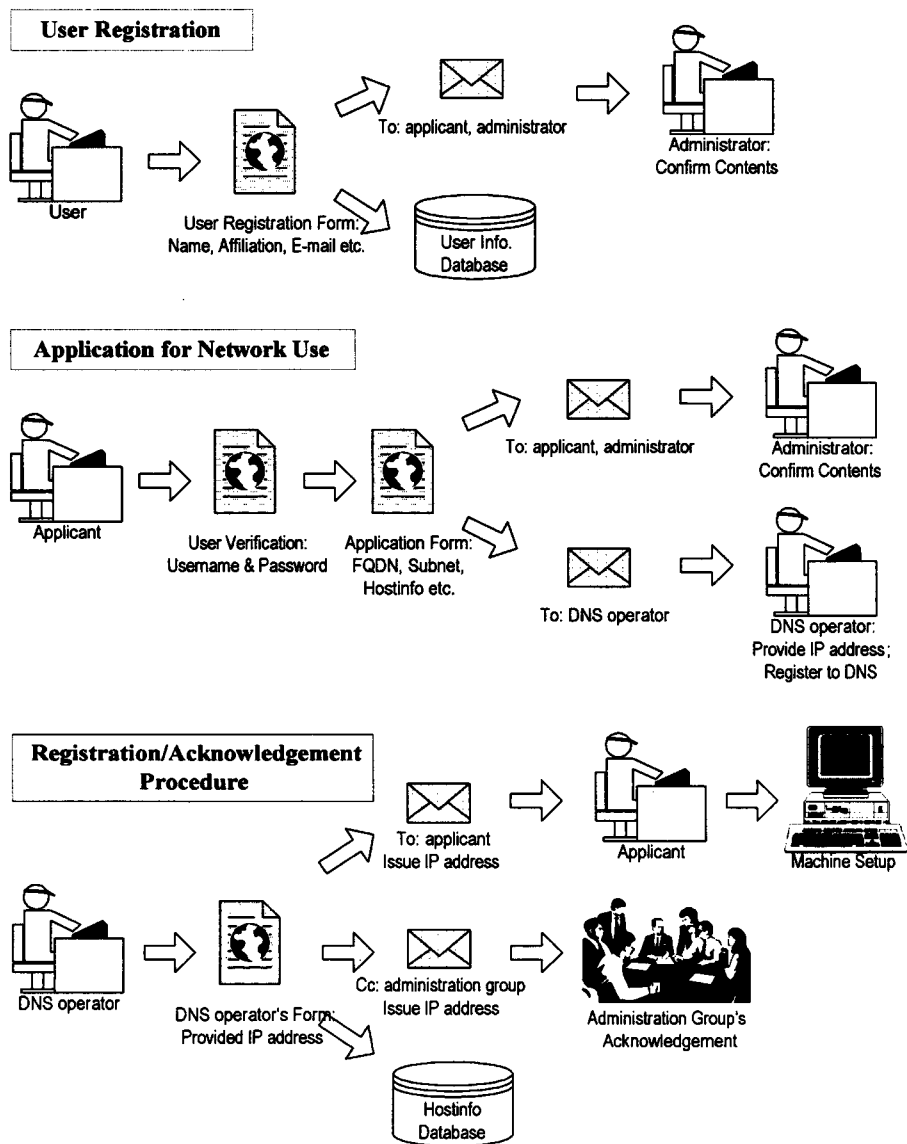 User Registration
To: applicant, administrator
Administrator:
Confirm Contents
User
User Registration Form:
Name, Affiliation, E-mail etc.
User Info.
Database
Application for Network Use
To: applicant, administrator
Administrator:
Confirm Contents
Applicant
User Verification:
Username & Password
Application Form:
FQDN, Subnet,
Hostinfo etc.
To: DNS operator
DNS operator:
Provide IP address;
Register to DNS
Registration/Acknowledgement
Procedure
To: applicant
Issue IP address
Applicant
Machine Setup
DNS operator
DNS operator's Form:
Provided IP address
Cc: administration group
Issue IP address
Administration Group's
Acknowledgement
Hostinfo
Database